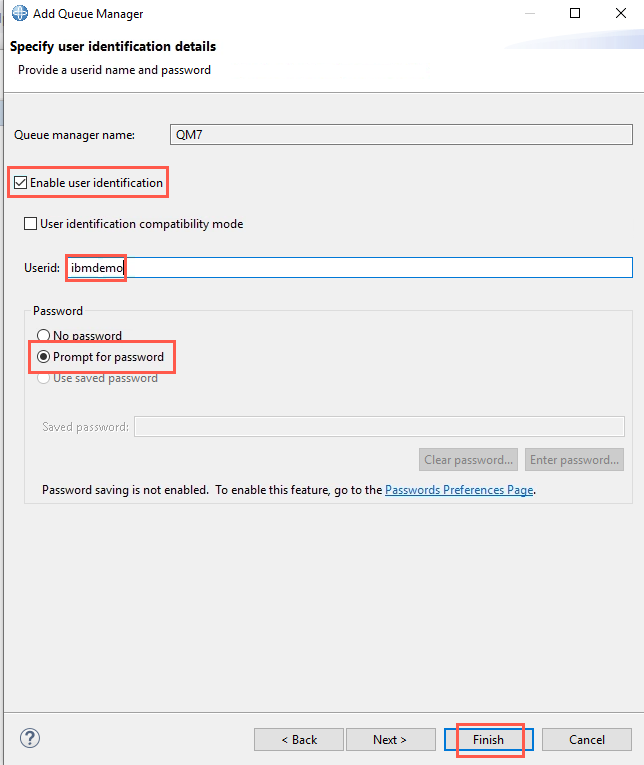 Add Queue Manager
Specify user identification details
Provide a userid name and password
Queue manager name: QM7
Enable user identification
User identification compatibility mode
Userid: ibmdemo
Password
No password
Prompt for password
Use saved password
Saved password:
Clear password... Enter password...
Password saving is not enabled. To enable this feature, go to the Passwords Preferences Page.
? < Back Next > Finish Cancel